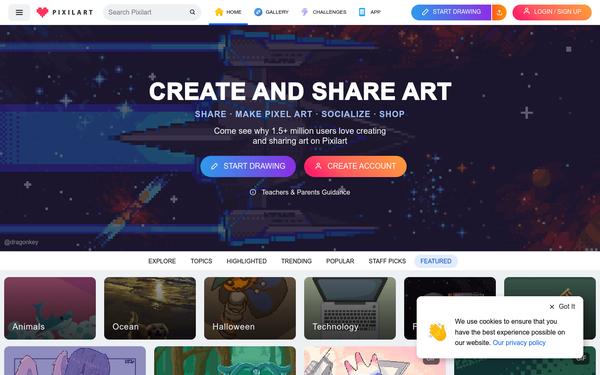 PIXILART
Search Pixilart
HOME
GALLERY
CHALLENGES
APP
START DRAWING
LOGIN / SIGN UP
CREATE AND SHARE ART
SHARE · MAKE PIXEL ART · SOCIALIZE · SHOP
Come see why 1.5+ million users love creating
and sharing art on Pixilart
START DRAWING
CREATE ACCOUNT
Teachers & Parents Guidance
@dragonkey
EXPLORE
TOPICS
HIGHLIGHTED
TRENDING
POPULAR
STAFF PICKS
FEATURED
Animals
Ocean
Halloween
Technology
Got It
We use cookies to ensure that you
have the best experience possible on
our website. Our privacy policy